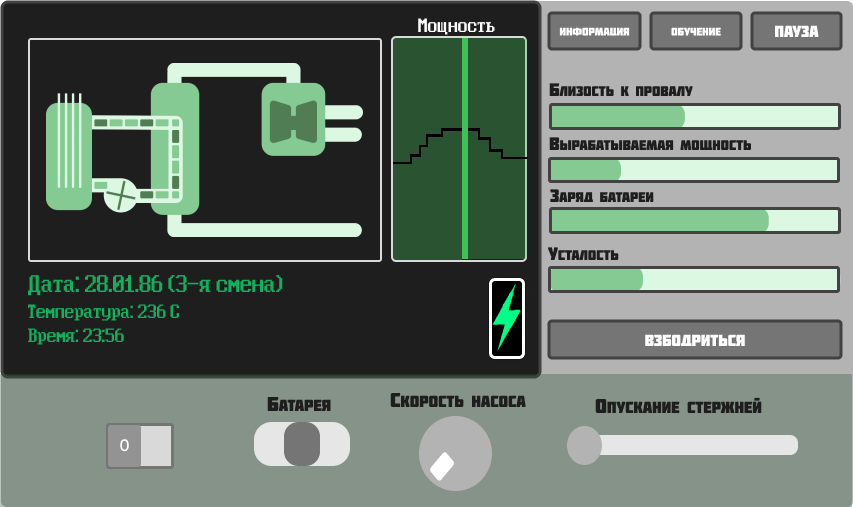 Мощность
ИНФОРМАЦИЯ
ОБУЧЕНИЕ
ПАУЗА
Близость к провалу
Вырабатываемая мощность
Заряд батареи
Усталость
ВЗБОДРИТЬСЯ
Дата: 28.01.86 (3-я смена)
Температура: 236 С
Время: 23:56
0
Батарея
Скорость насоса
Опускание стержней